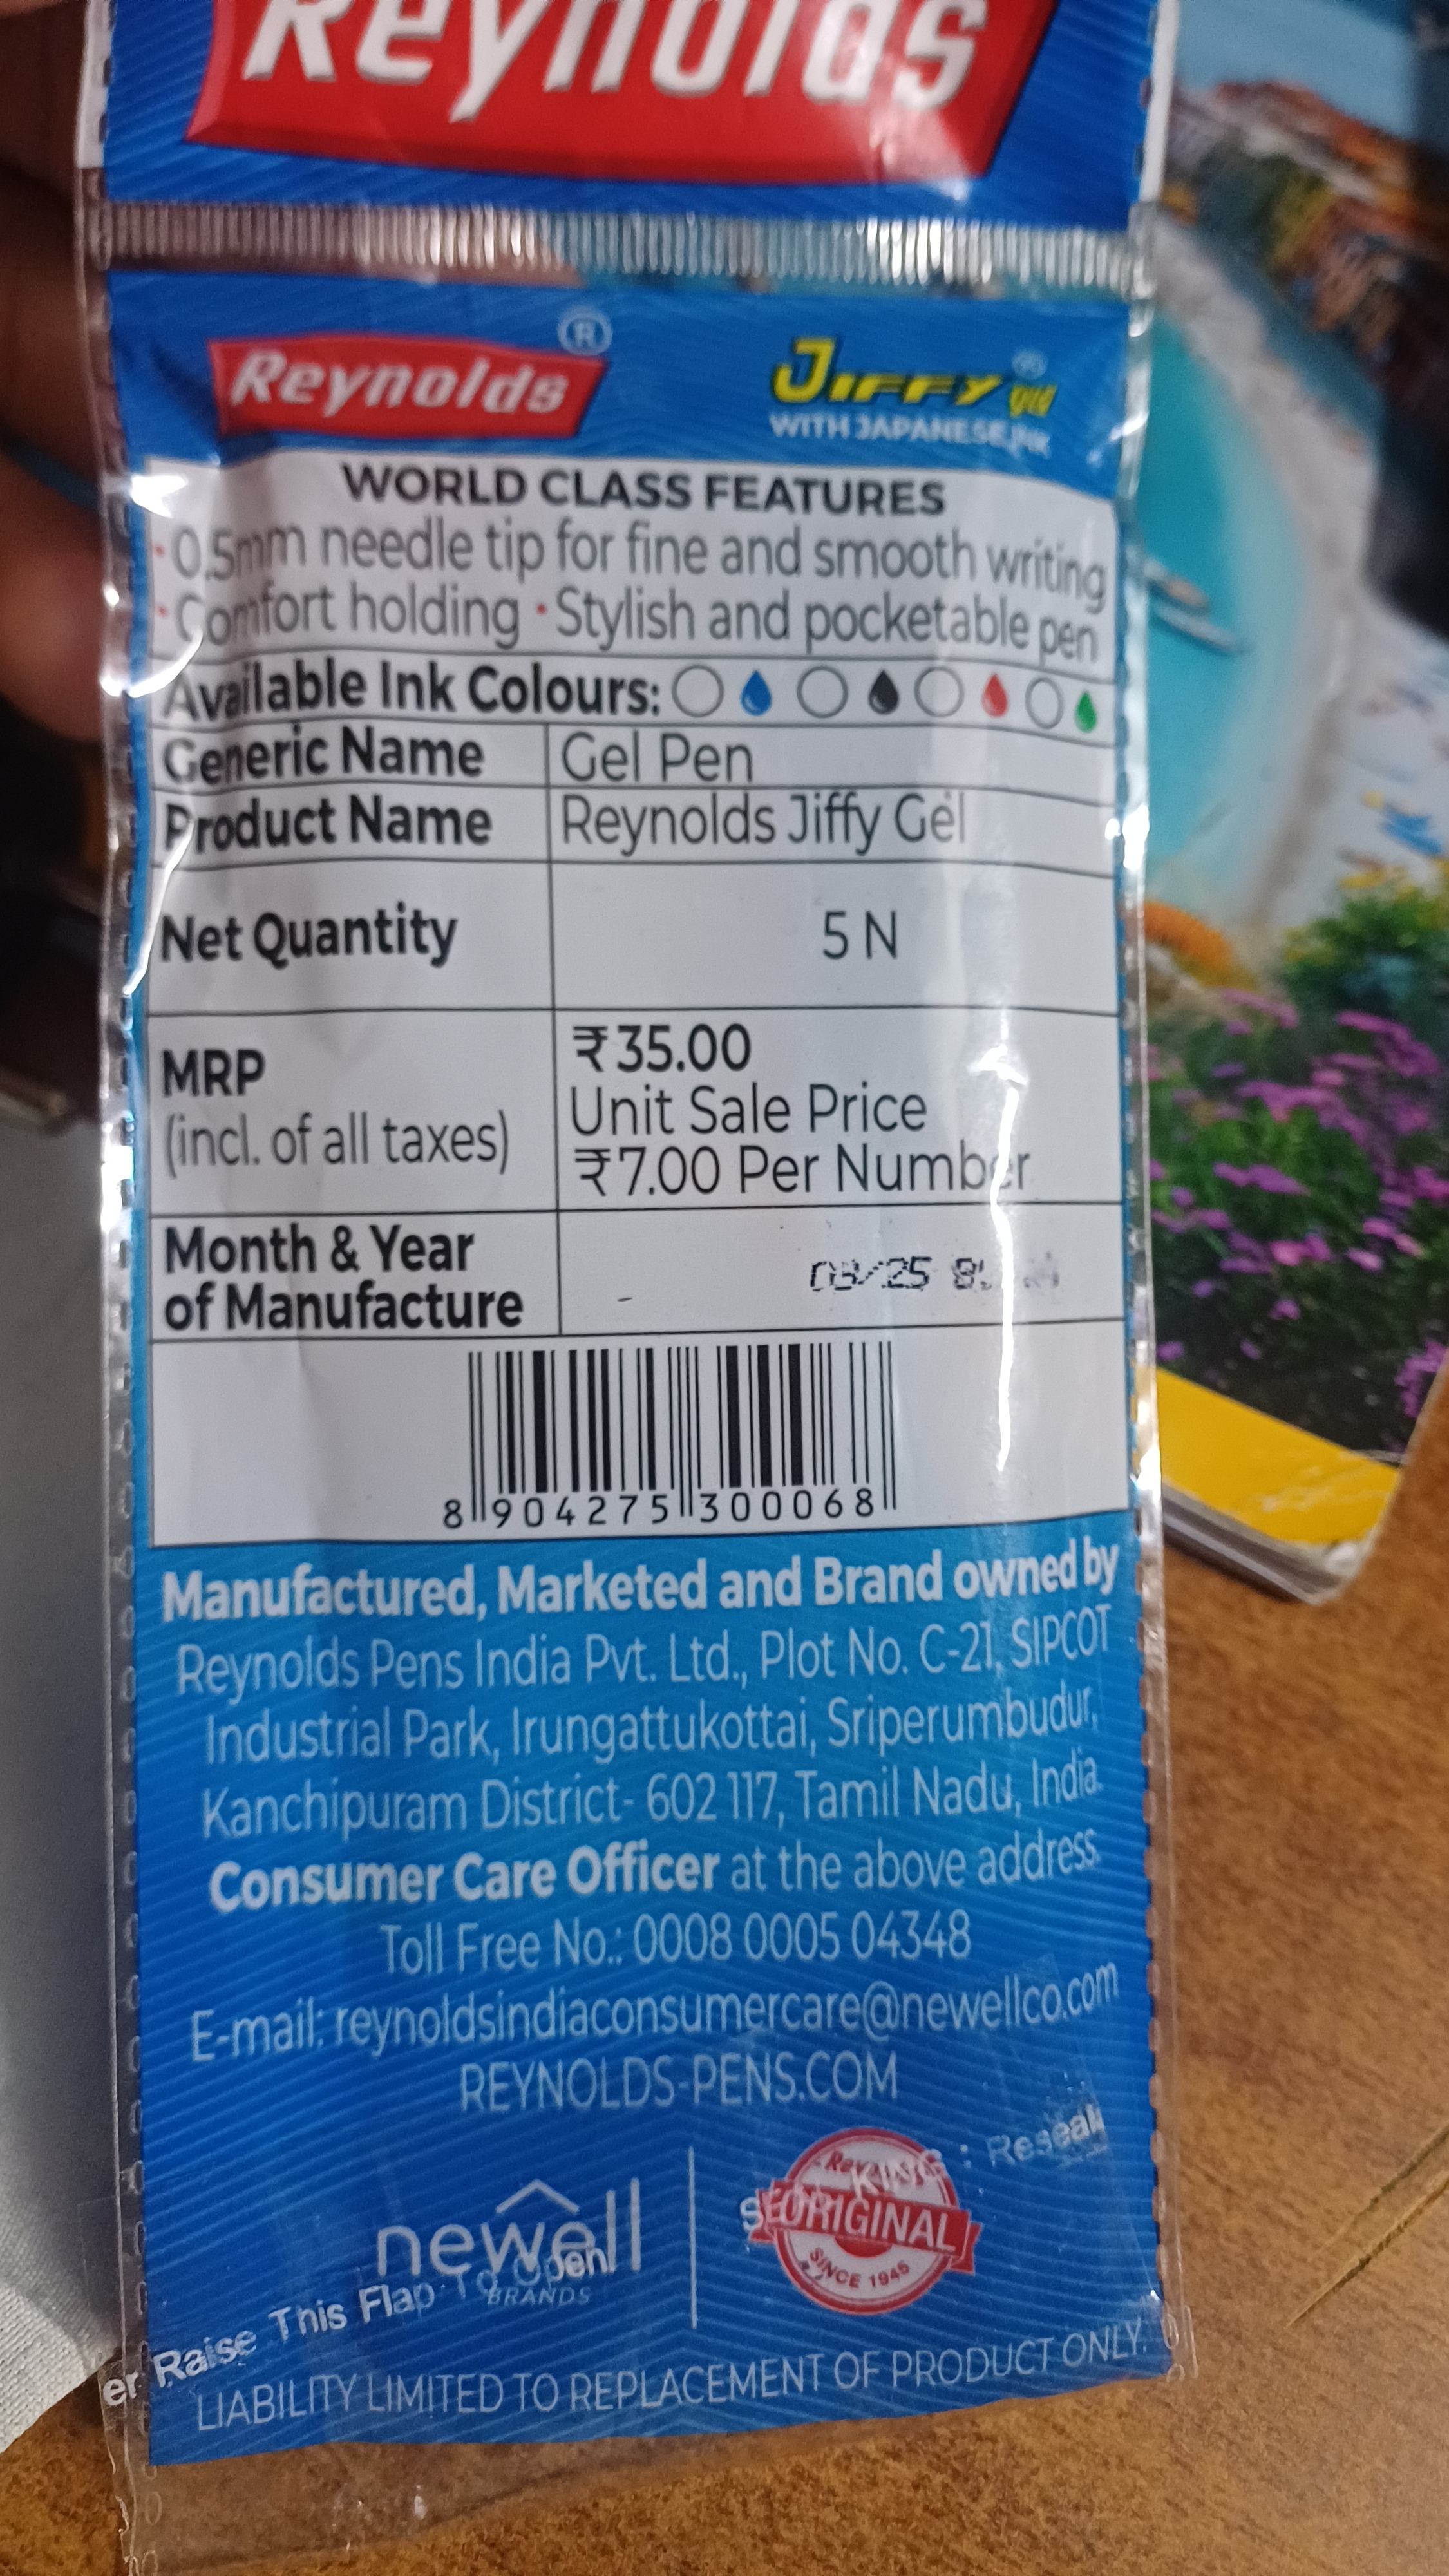 Reynolds
Reynolds ® JIFFY gel
WITH JAPANESE INK
WORLD CLASS FEATURES
• 0.5mm needle tip for fine and smooth writing
• Comfort holding • Stylish and pocketable pen
Available Ink Colours:
Generic Name Gel Pen
Product Name Reynolds Jiffy Gel
Net Quantity 5 N
MRP
(incl. of all taxes)
₹35.00
Unit Sale Price
₹7.00 Per Number
Month & Year
of Manufacture
03/25
8 904275 300068
Manufactured, Marketed and Brand owned by
Reynolds Pens India Pvt. Ltd., Plot No. C-21, SIPCOT
Industrial Park, Irungattukottai, Sriperumbudur,
Kanchipuram District- 602 117, Tamil Nadu, India.
Consumer Care Officer at the above address.
Toll Free No.: 0008 0005 04348
E-mail: reynoldsindiaconsumercare@newellco.com
REYNOLDS-PENS.COM
newell
BRANDS
Reynolds
ORIGINAL
SINCE 1945
KING : Reseal
Raise This Flap To Open
LIABILITY LIMITED TO REPLACEMENT OF PRODUCT ONLY.